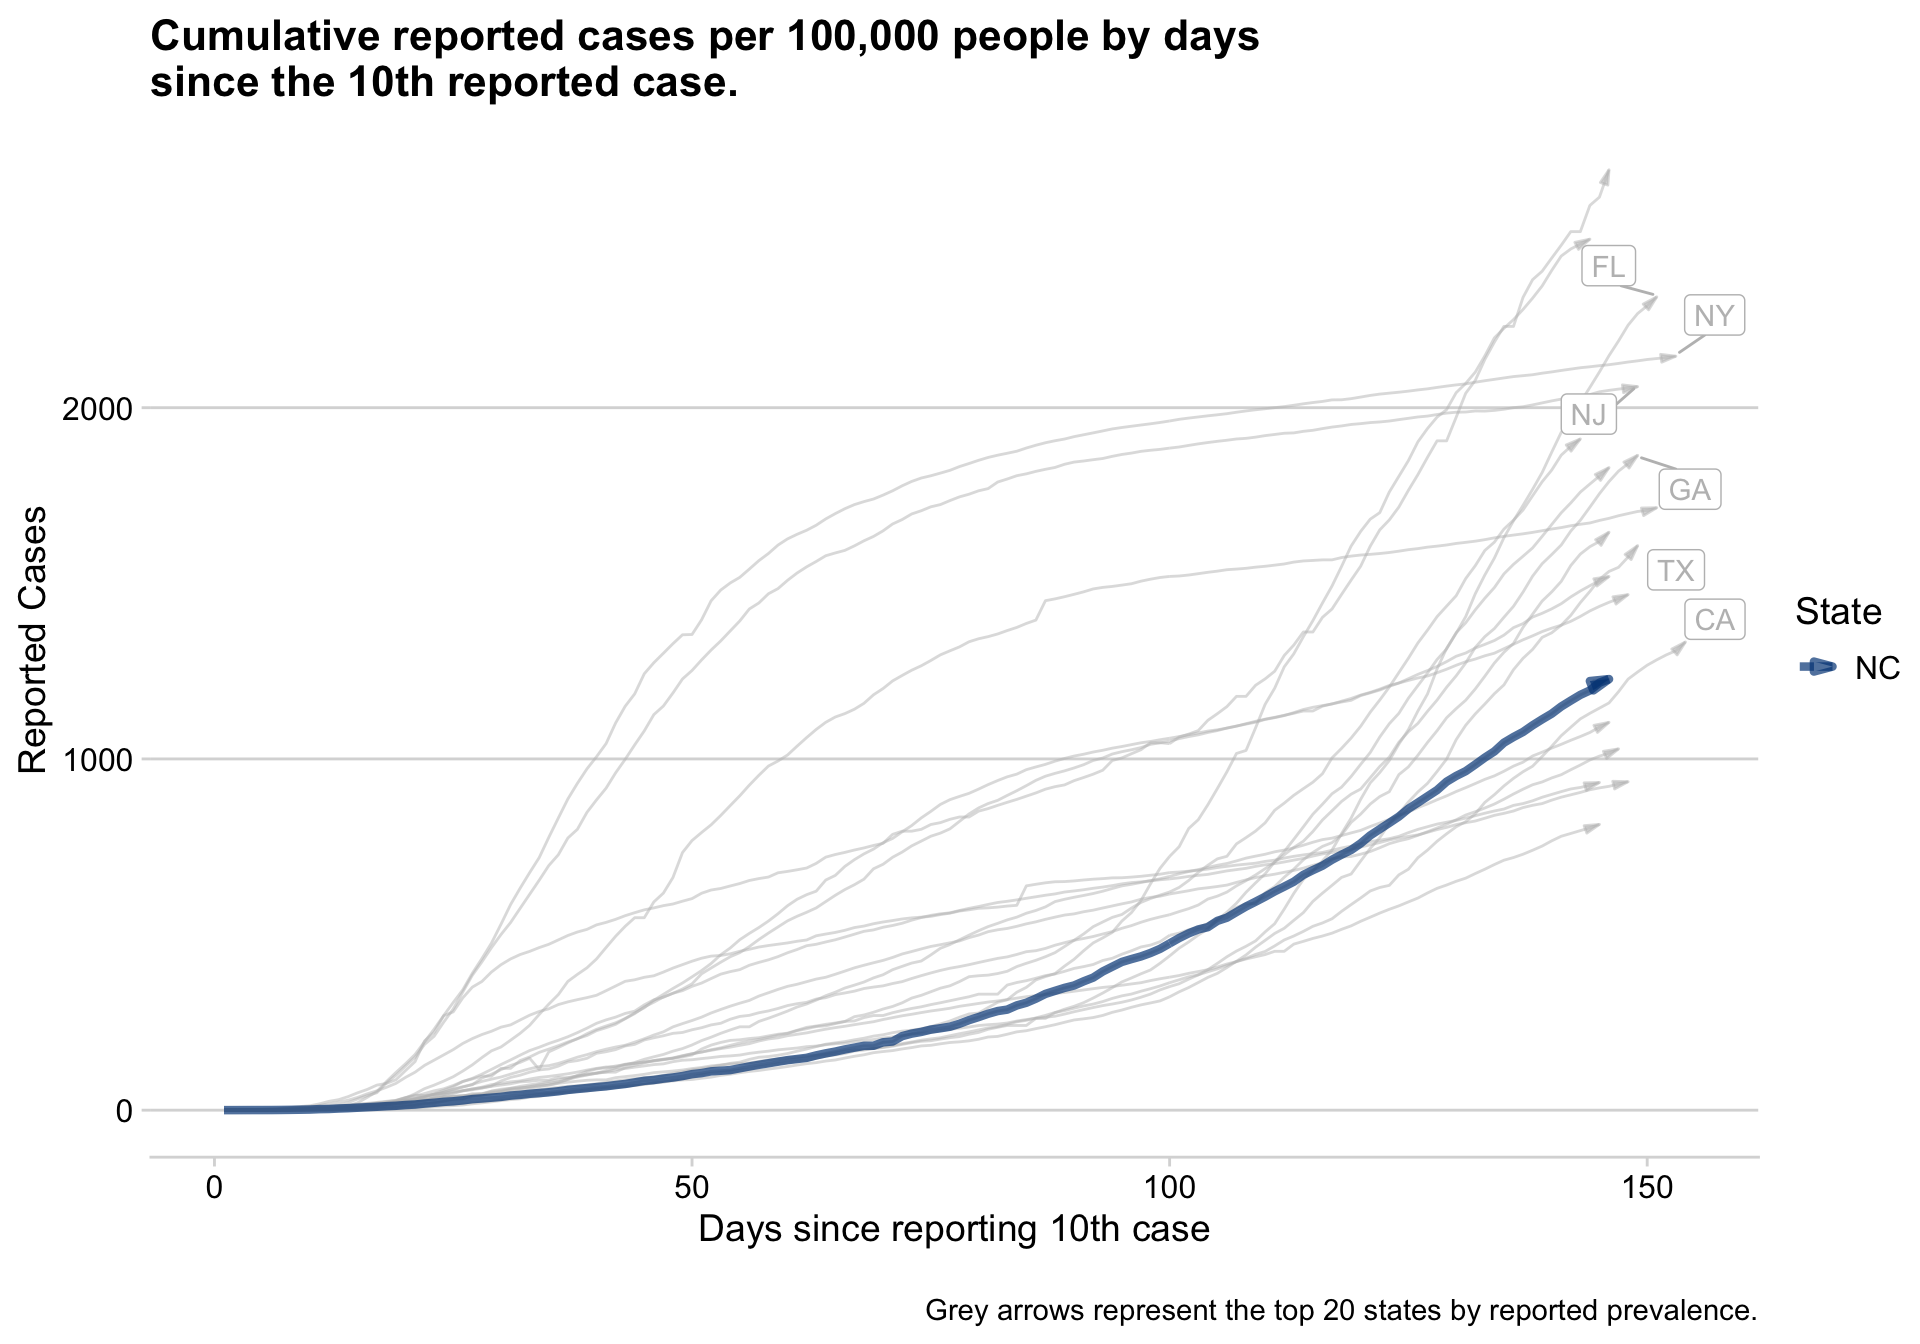 Cumulative reported cases per 100,000 people by days
since the 10th reported case.
FL
NY
2000
NJ
GA
Reported Cases
TX
CA
State
NC
1000
0
0 50 100 150
Days since reporting 10th case
Grey arrows represent the top 20 states by reported prevalence.